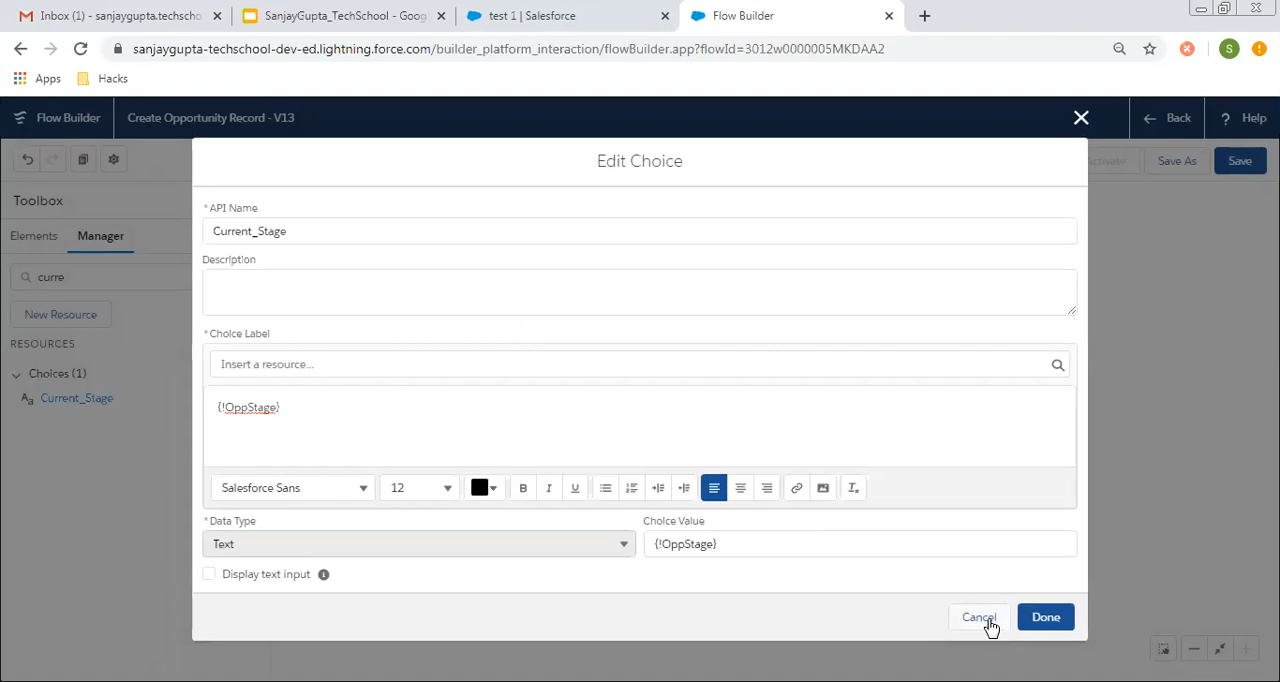 Inbox (1) - sanjaygupta.techscho
SanjayGupta_TechSchool - Goog
test 1 | Salesforce
Flow Builder
sanjaygupta-techschool-dev-ed.lightning.force.com/builder_platform_interaction/flowBuilder.app?flowId=3012w0000005MKDAA2
S
Apps
Hacks
Flow Builder
Create Opportunity Record - V13
Back
? Help
Edit Choice
Activate
Save As
Save
Toolbox
* API Name
Current_Stage
Elements
Manager
Description
curre
New Resource
* Choice Label
RESOURCES
Insert a resource...
Choices (1)
Aa Current_Stage
{!OppStage}
Salesforce Sans
12
B I U
* Data Type
Choice Value
Text
{!OppStage}
Display text input
Cancel
Done